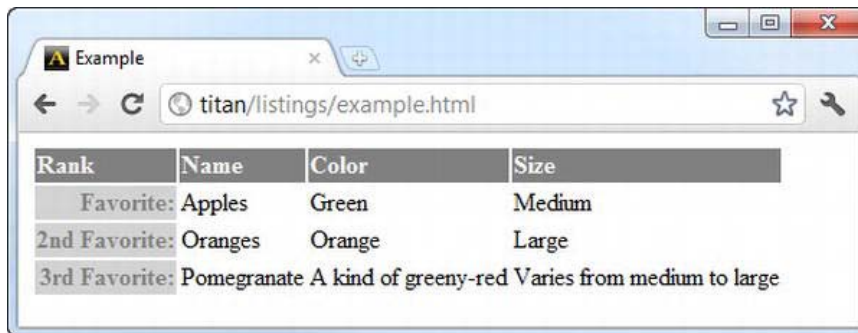 Example
titan/listings/example.html
Rank Name Color Size
Favorite: Apples Green Medium
2nd Favorite: Oranges Orange Large
3rd Favorite: Pomegranate A kind of greeny-red Varies from medium to large